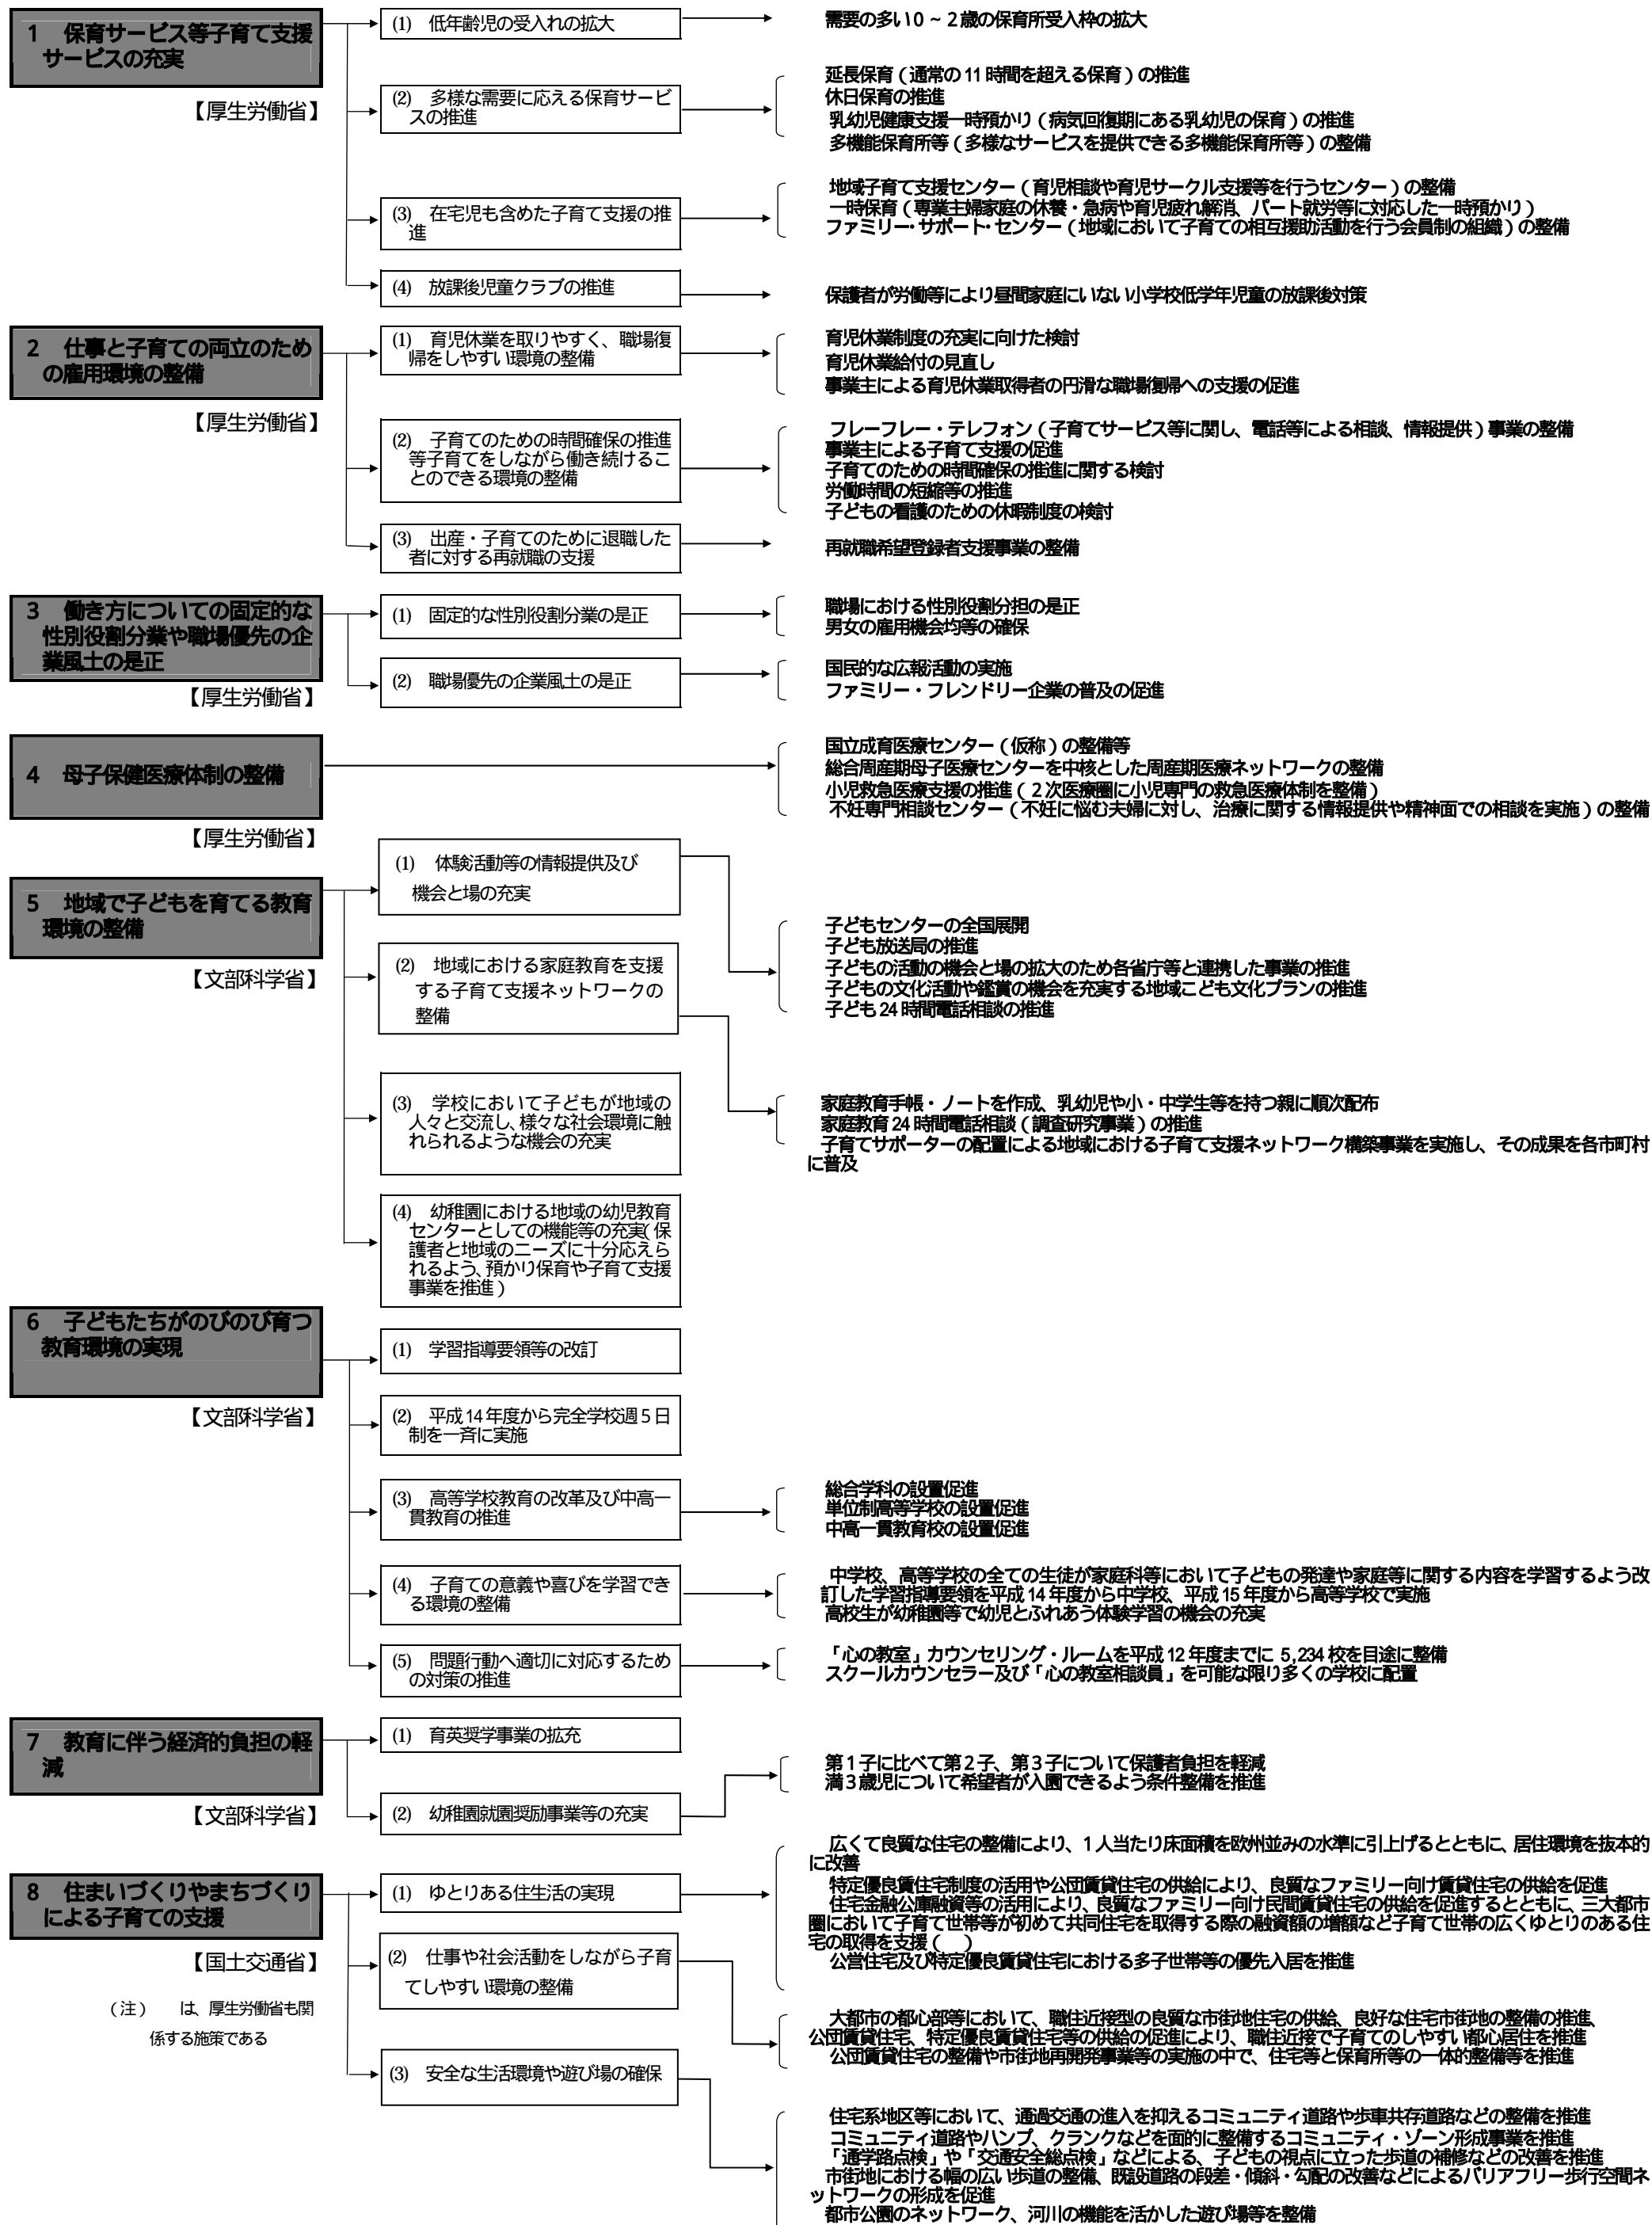 1　保育サービス等子育て支援
サービスの充実
【厚生労働省】
(1)　低年齢児の受入れの拡大
需要の多い０～２歳の保育所受入枠の拡大
(2)　多様な需要に応える保育サービ
スの推進
延長保育（通常の 11 時間を超える保育）の推進
休日保育の推進
乳幼児健康支援一時預かり（病気回復期にある乳幼児の保育）の推進
多機能保育所等（多様なサービスを提供できる多機能保育所等）の整備
(3)　在宅児も含めた子育て支援の推
進
地域子育て支援センター（育児相談や育児サークル支援等を行うセンター）の整備
一時保育（専業主婦家庭の休養・急病や育児疲れ解消、パート就労等に対応した一時預かり）
ファミリー・サポート・センター（地域において子育ての相互援助活動を行う会員制の組織）の整備
(4)　放課後児童クラブの推進
保護者が労働等により昼間家庭にいない小学校低学年児童の放課後対策
2　仕事と子育ての両立のため
の雇用環境の整備
【厚生労働省】
(1)　育児休業を取りやすく、職場復
帰をしやすい環境の整備
育児休業制度の充実に向けた検討
育児休業給付の見直し
事業主による育児休業取得者の円滑な職場復帰への支援の促進
(2)　子育てのための時間確保の推進
等子育てをしながら働き続けるこ
とのできる環境の整備
フレーフレー・テレフォン（子育てサービス等に関し、電話等による相談、情報提供）事業の整備
事業主による子育て支援の促進
子育てのための時間確保の推進に関する検討
労働時間の短縮等の推進
子どもの看護のための休暇制度の検討
(3)　出産・子育てのために退職した
者に対する再就職の支援
再就職希望登録者支援事業の整備
3　働き方についての固定的な
性別役割分業や職場優先の企
業風土の是正
【厚生労働省】
(1)　固定的な性別役割分業の是正
職場における性別役割分担の是正
男女の雇用機会均等の確保
(2)　職場優先の企業風土の是正
国民的な広報活動の実施
ファミリー・フレンドリー企業の普及の促進
4　母子保健医療体制の整備
【厚生労働省】
国立成育医療センター（仮称）の整備等
総合周産期母子医療センターを中核とした周産期医療ネットワークの整備
小児救急医療支援の推進（２次医療圏に小児専門の救急医療体制を整備）
不妊専門相談センター（不妊に悩む夫婦に対し、治療に関する情報提供や精神面での相談を実施）の整備
5　地域で子どもを育てる教育
環境の整備
【文部科学省】
(1)　体験活動等の情報提供及び
機会と場の充実
子どもセンターの全国展開
子ども放送局の推進
子どもの活動の機会と場の拡大のため各省庁等と連携した事業の推進
子どもの文化活動や鑑賞の機会を充実する地域こども文化プランの推進
子ども 24 時間電話相談の推進
(2)　地域における家庭教育を支援
する子育て支援ネットワークの
整備
家庭教育手帳・ノートを作成、乳幼児や小・中学生等を持つ親に順次配布
家庭教育 24 時間電話相談（調査研究事業）の推進
子育てサポーターの配置による地域における子育て支援ネットワーク構築事業を実施し、その成果を各市町村
に普及
(3)　学校において子どもが地域の
人々と交流し、様々な社会環境に触
れられるような機会の充実
(4)　幼稚園における地域の幼児教育
センターとしての機能等の充実（保
護者と地域のニーズに十分応えら
れるよう、預かり保育や子育て支援
事業を推進）
6　子どもたちがのびのび育つ
教育環境の実現
【文部科学省】
(1)　学習指導要領等の改訂
(2)　平成 14 年度から完全学校週５日
制を一斉に実施
(3)　高等学校教育の改革及び中高一
貫教育の推進
総合学科の設置促進
単位制高等学校の設置促進
中高一貫教育校の設置促進
(4)　子育ての意義や喜びを学習でき
る環境の整備
中学校、高等学校の全ての生徒が家庭科等において子どもの発達や家庭等に関する内容を学習するよう改
訂した学習指導要領を平成 14 年度から中学校、平成 15 年度から高等学校で実施
高校生が幼稚園等で幼児とふれあう体験学習の機会の充実
(5)　問題行動へ適切に対応するため
の対策の推進
「心の教室」カウンセリング・ルームを平成 12 年度までに 5,234 校を目途に整備
スクールカウンセラー及び「心の教室相談員」を可能な限り多くの学校に配置
7　教育に伴う経済的負担の軽
減
【文部科学省】
(1)　育英奨学事業の拡充
(2)　幼稚園就園奨励事業等の充実
第１子に比べて第２子、第３子について保護者負担を軽減
満３歳児について希望者が入園できるよう条件整備を推進
8　住まいづくりやまちづくり
による子育ての支援
【国土交通省】
（注）　　は、厚生労働省も関
係する施策である
(1)　ゆとりある住生活の実現
広くて良質な住宅の整備により、１人当たり床面積を欧州並みの水準に引上げるとともに、居住環境を抜本的
に改善
特定優良賃住宅制度の活用や公団賃貸住宅の供給により、良質なファミリー向け賃貸住宅の供給を促進
住宅金融公庫融資等の活用により、良質なファミリー向け民間賃貸住宅の供給を促進するとともに、三大都市
圏において子育て世帯等が初めて共同住宅を取得する際の融資額の増額など子育て世帯の広くゆとりのある住
宅の取得を支援（　）
公営住宅及び特定優良賃貸住宅における多子世帯等の優先入居を推進
(2)　仕事や社会活動をしながら子育
てしやすい環境の整備
大都市の都心部等において、職住近接型の良質な市街地住宅の供給、良好な住宅市街地の整備の推進、
公団賃貸住宅、特定優良賃貸住宅等の供給の促進により、職住近接で子育てのしやすい都心居住を推進
公団賃貸住宅の整備や市街地再開発事業等の実施の中で、住宅等と保育所等の一体的整備等を推進
(3)　安全な生活環境や遊び場の確保
住宅系地区等において、通過交通の進入を抑えるコミュニティ道路や歩車共存道路などの整備を推進
コミュニティ道路やハンプ、クランクなどを面的に整備するコミュニティ・ゾーン形成事業を推進
「通学路点検」や「交通安全総点検」などによる、子どもの視点に立った歩道の補修などの改善を推進
市街地における幅の広い歩道の整備、既設道路の段差・傾斜・勾配の改善などによるバリアフリー歩行空間ネ
ットワークの形成を促進
都市公園のネットワーク、河川の機能を活かした遊び場等を整備